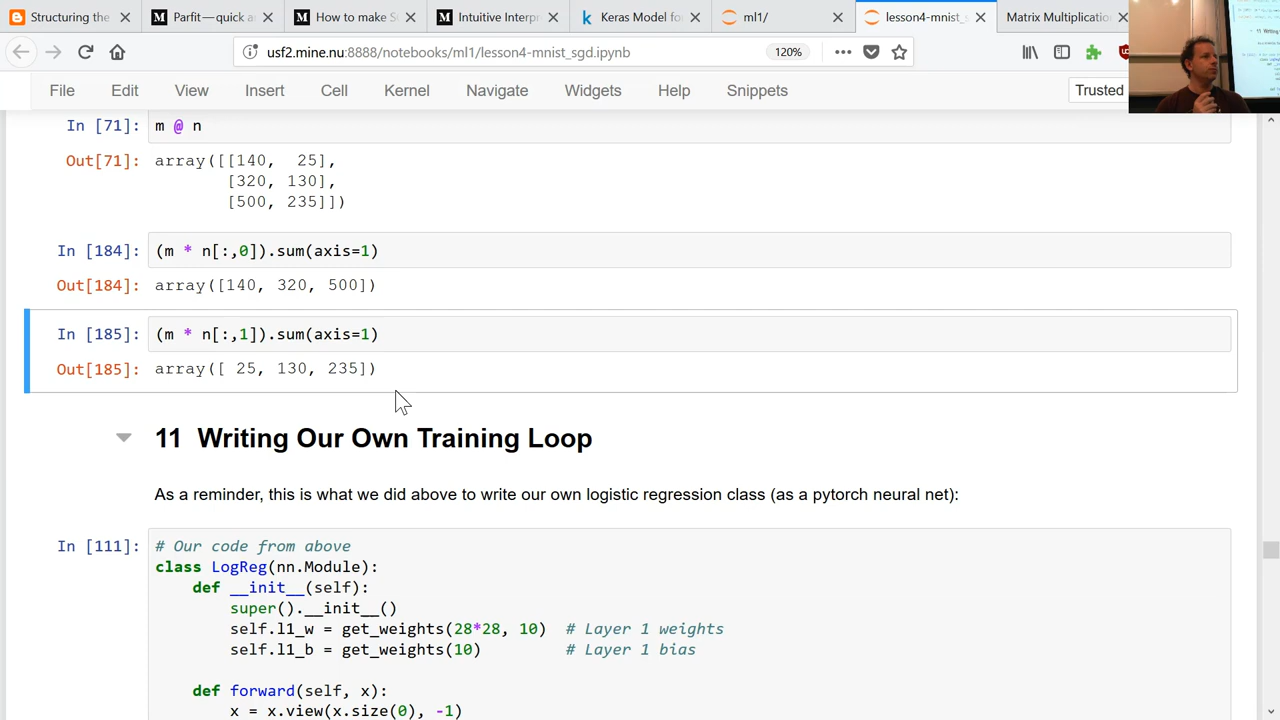 Structuring the
Parfit — quick a
How to make S
Intuitive Interp
Keras Model fo
ml1/
lesson4-mnist_s
Matrix Multiplication
usf2.mine.nu:8888/notebooks/ml1/lesson4-mnist_sgd.ipynb
120%
File Edit View Insert Cell Kernel Navigate Widgets Help Snippets
Trusted
In [71]: m @ n
Out[71]: array([[140, 25],
[320, 130],
[500, 235]])
In [184]: (m * n[:,0]).sum(axis=1)
Out[184]: array([140, 320, 500])
In [185]: (m * n[:,1]).sum(axis=1)
Out[185]: array([ 25, 130, 235])
11 Writing Our Own Training Loop
As a reminder, this is what we did above to write our own logistic regression class (as a pytorch neural net):
In [111]: # Our code from above
class LogReg(nn.Module):
def __init__(self):
super().__init__()
self.l1_w = get_weights(28*28, 10) # Layer 1 weights
self.l1_b = get_weights(10) # Layer 1 bias
def forward(self, x):
x = x.view(x.size(0), -1)